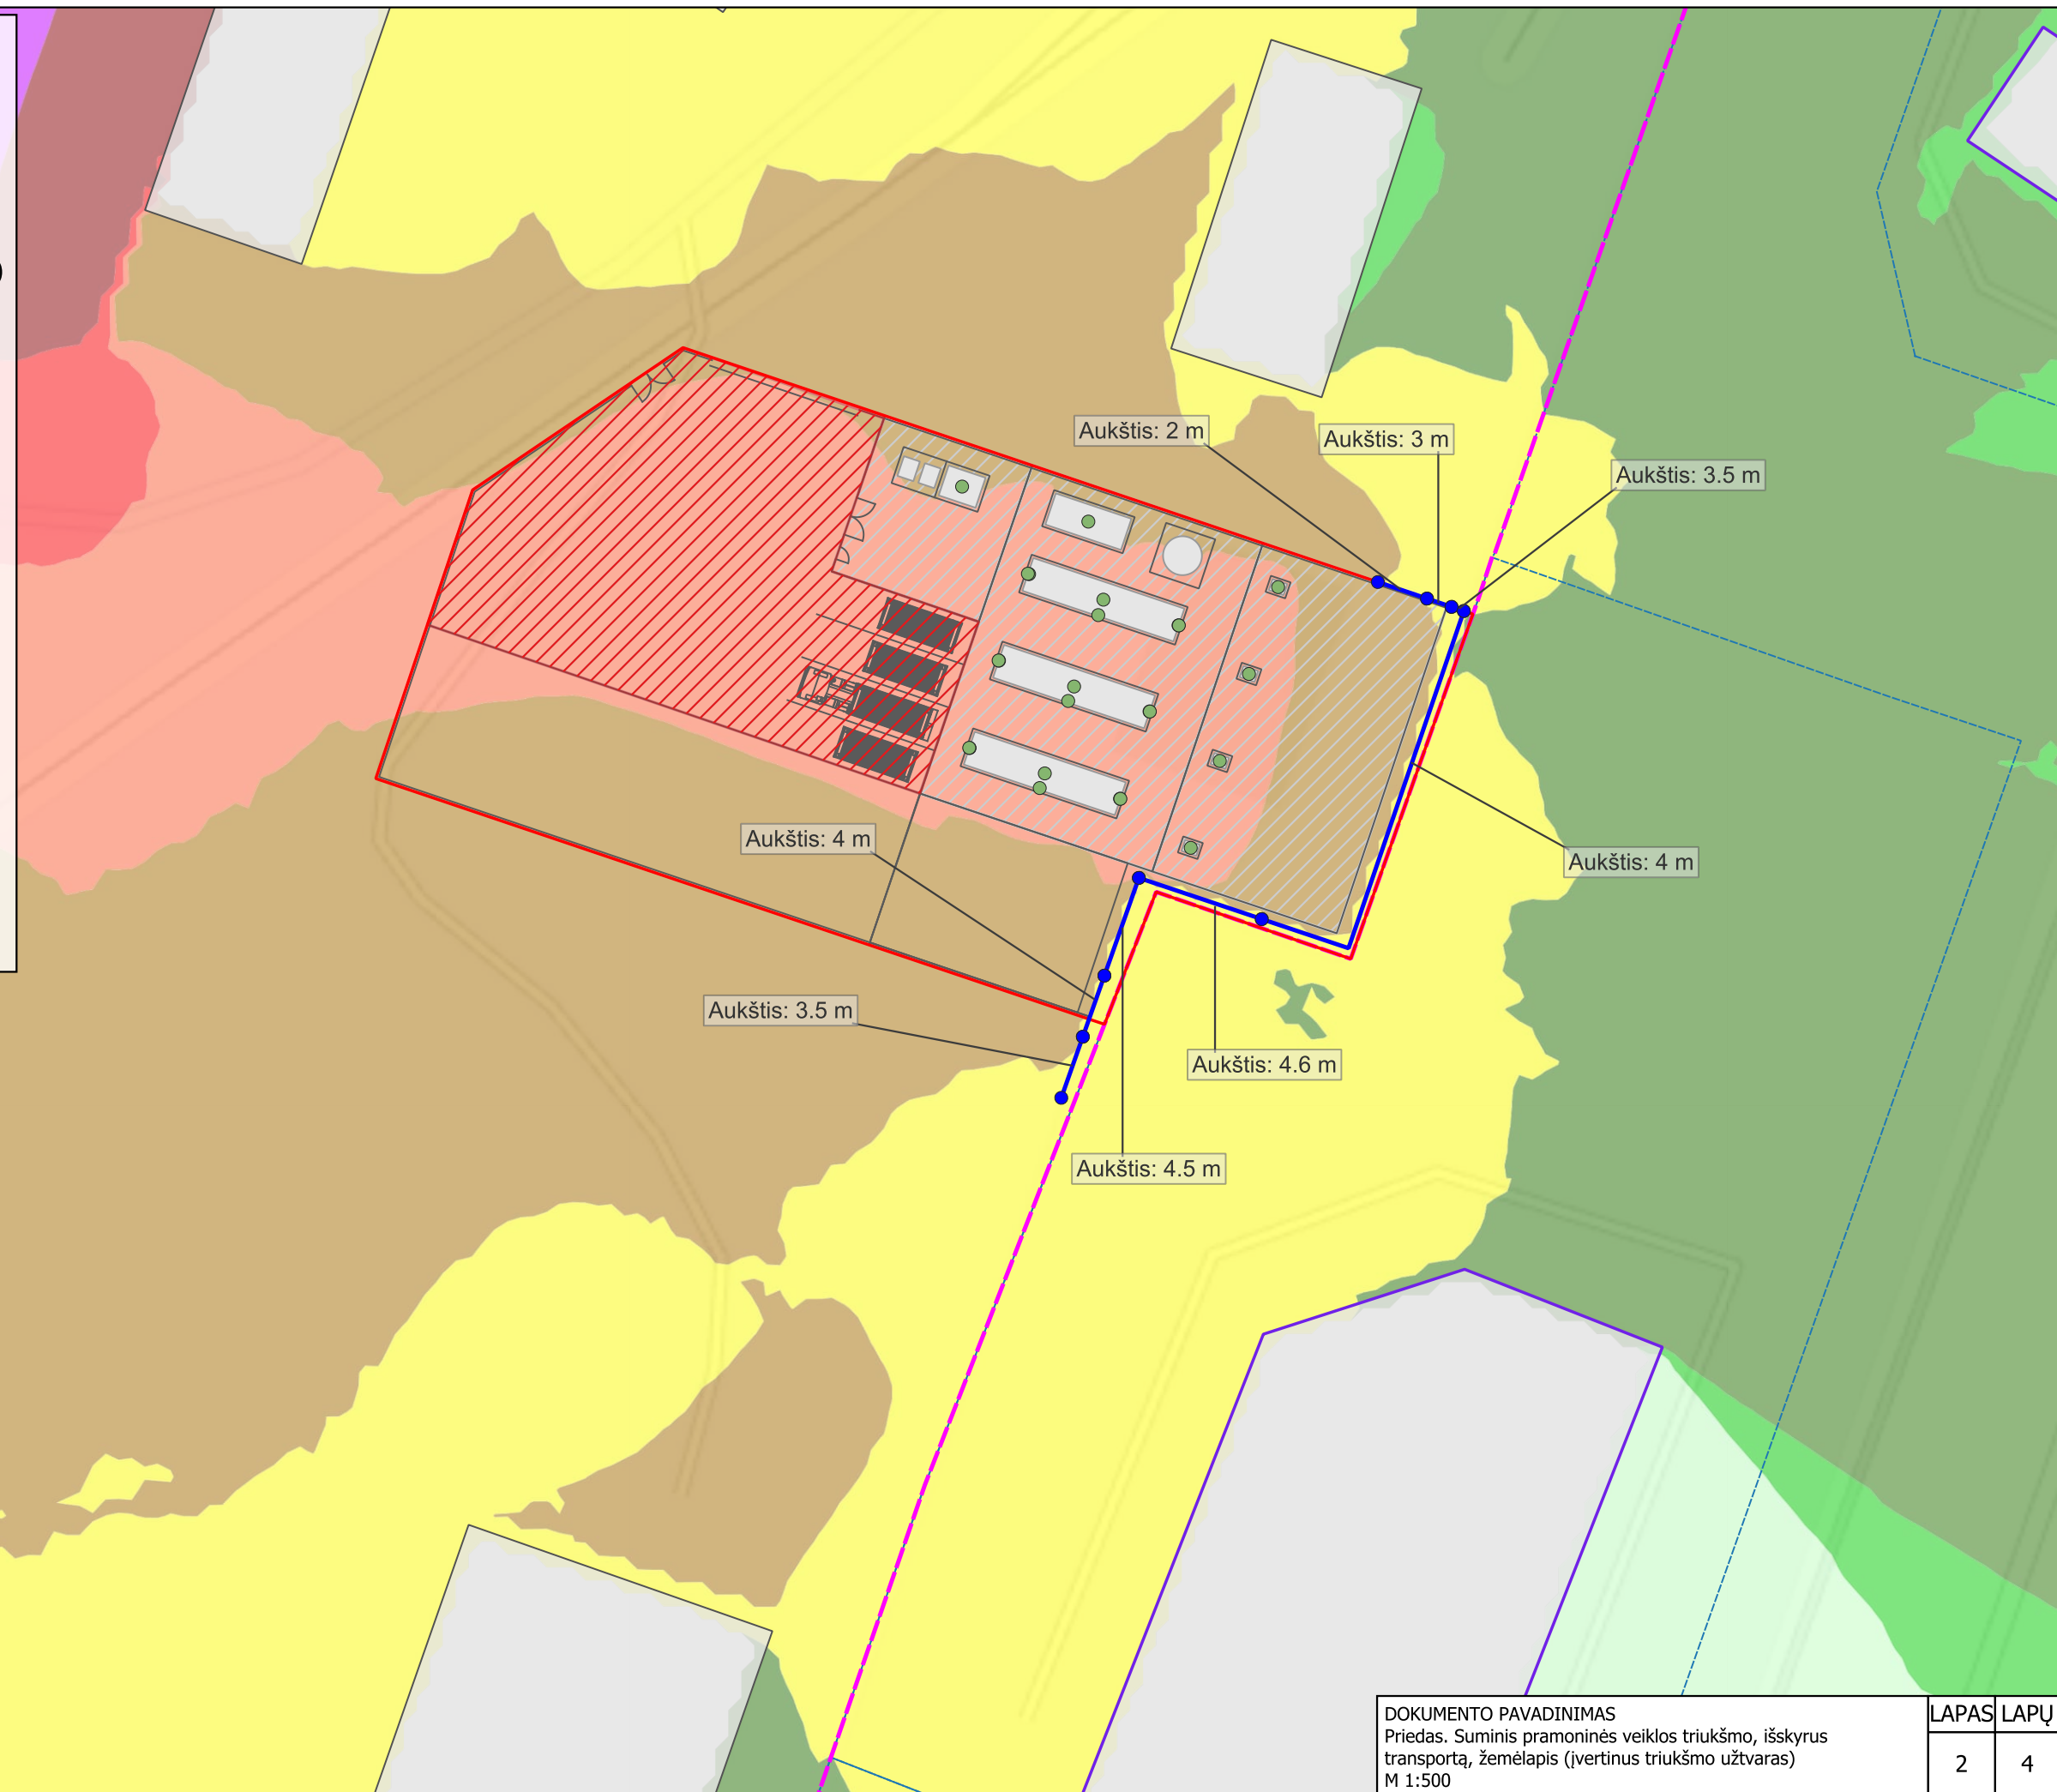 )
Aukštis: 2 m
Aukštis: 3 m
Aukštis: 3.5 m
Aukštis: 4 m
Aukštis: 4 m
Aukštis: 3.5 m
Aukštis: 4.6 m
Aukštis: 4.5 m
DOKUMENTO PAVADINIMAS
Priedas. Suminis pramoninės veiklos triukšmo, išskyrus
transportą, žemėlapis (įvertinus triukšmo užtvaras)
M 1:500
LAPAS LAPŲ
2 4